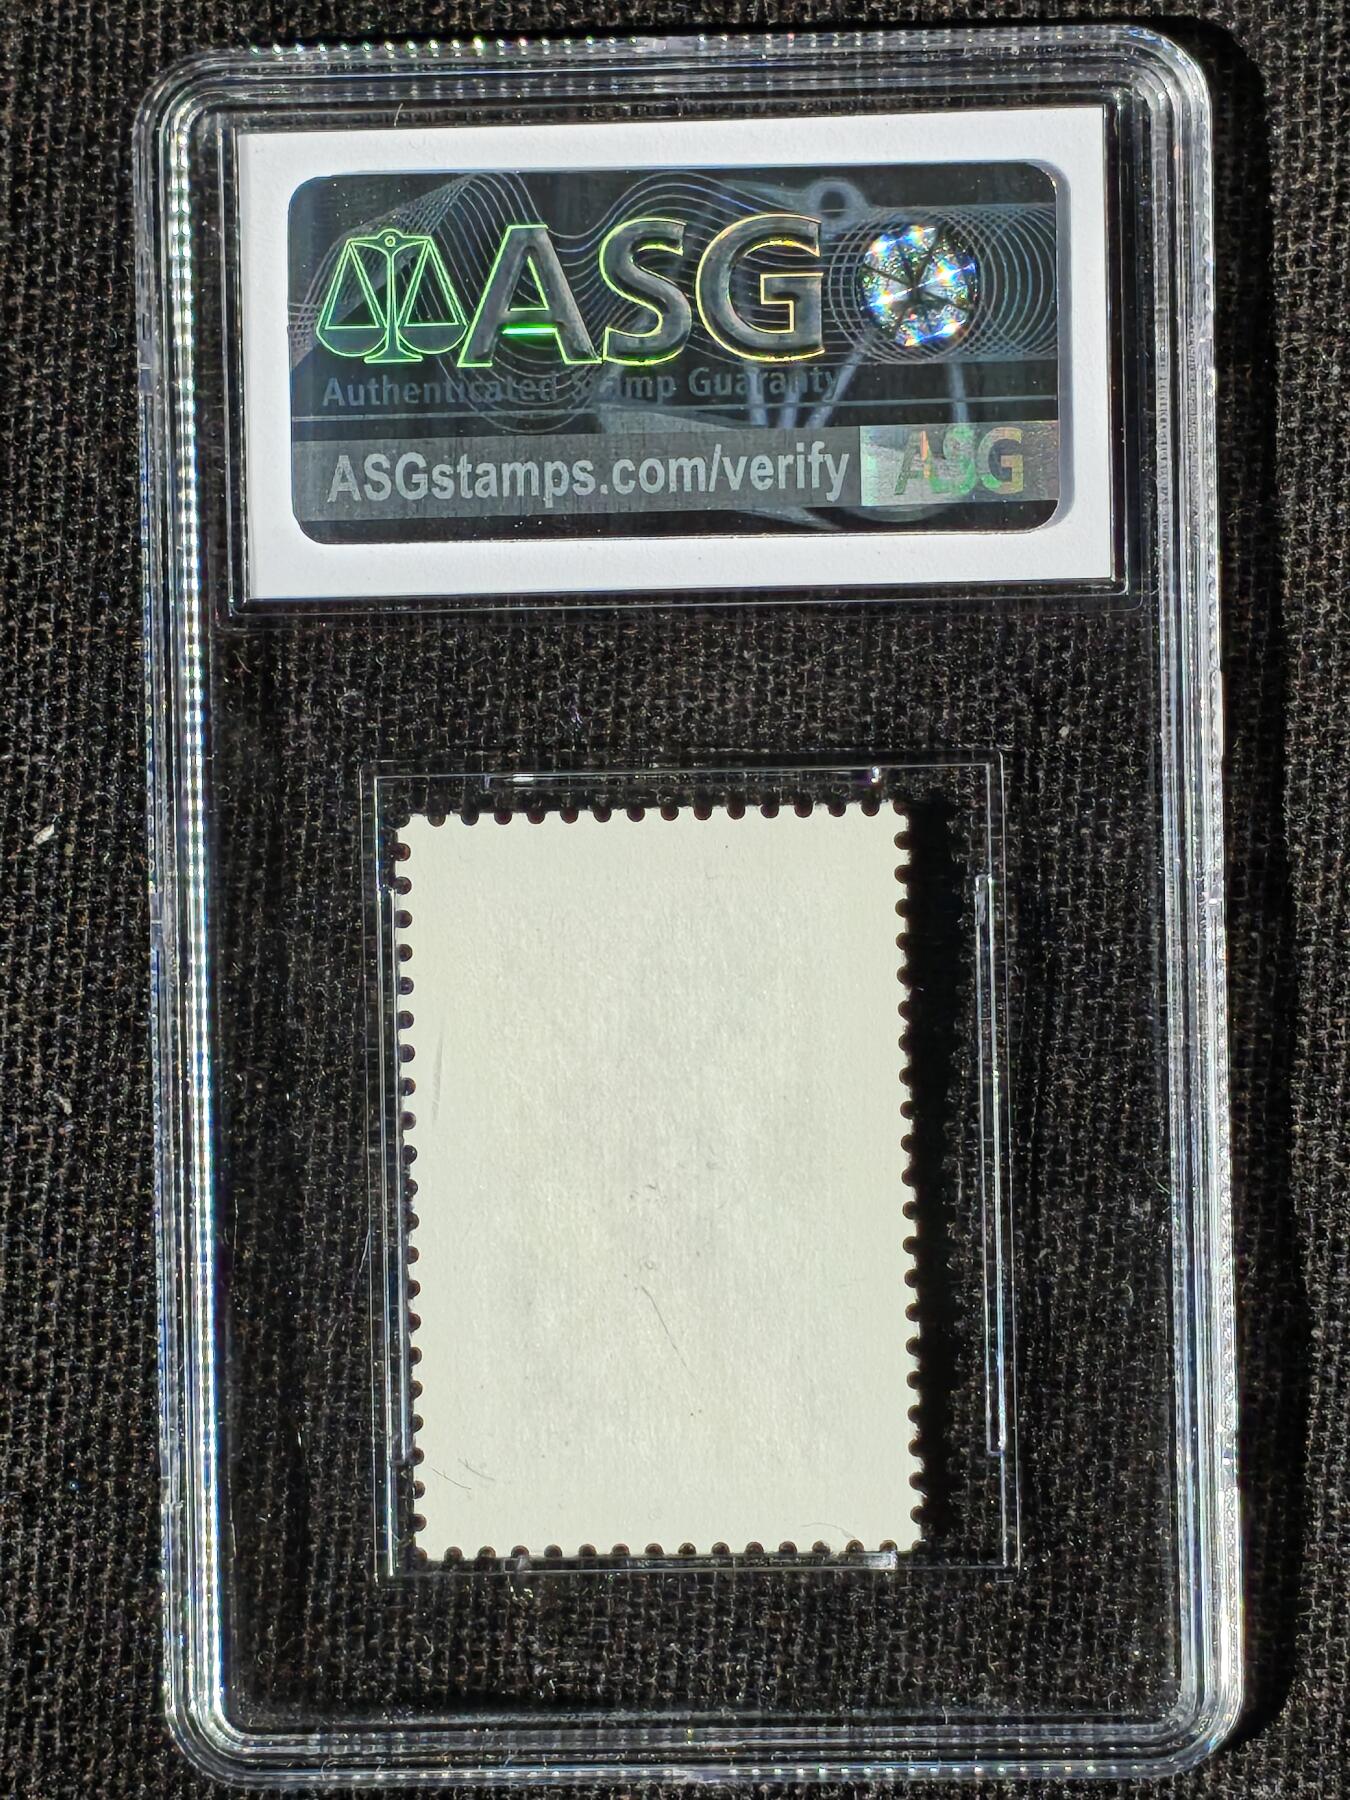 ASG
Authenticated Stamp Guaranty
ASGstamps.com/verify ASG